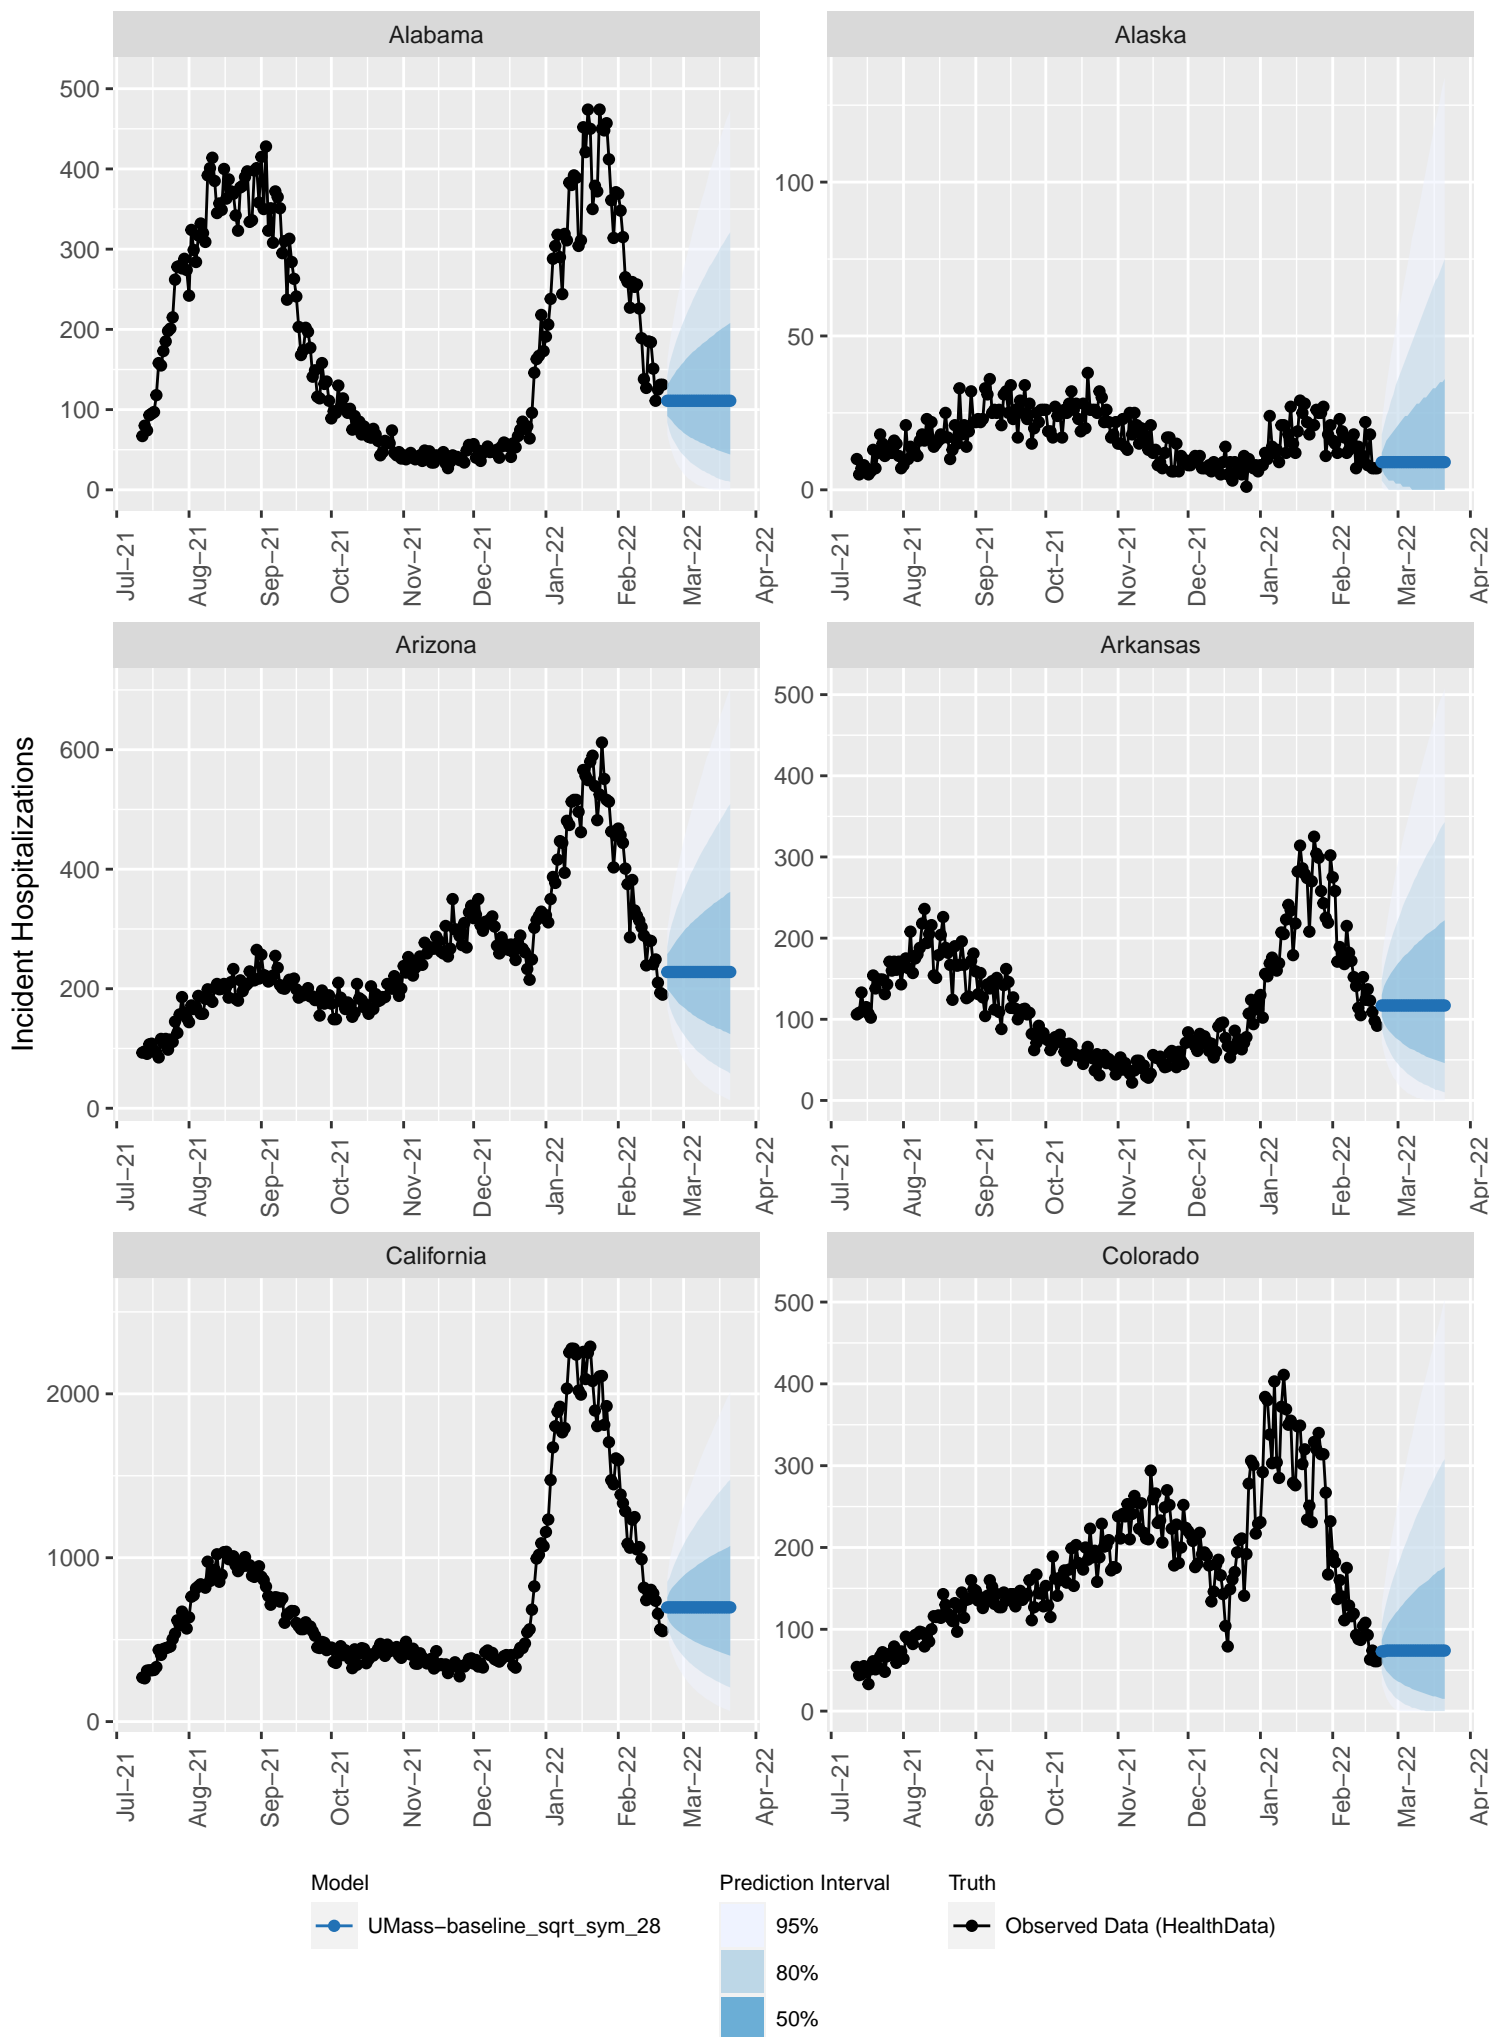 Alabama
Alaska
500
400
300
200
100
0
100
50
0
Jul−21
Aug−21
Sep−21
Oct−21
Nov−21
Dec−21
Jan−22
Feb−22
Mar−22
Apr−22
Jul−21
Aug−21
Sep−21
Oct−21
Nov−21
Dec−21
Jan−22
Feb−22
Mar−22
Apr−22
Incident Hospitalizations
Arizona
Arkansas
600
400
200
0
500
400
300
200
100
0
Jul−21
Aug−21
Sep−21
Oct−21
Nov−21
Dec−21
Jan−22
Feb−22
Mar−22
Apr−22
Jul−21
Aug−21
Sep−21
Oct−21
Nov−21
Dec−21
Jan−22
Feb−22
Mar−22
Apr−22
California
Colorado
2000
1000
0
500
400
300
200
100
0
Jul−21
Aug−21
Sep−21
Oct−21
Nov−21
Dec−21
Jan−22
Feb−22
Mar−22
Apr−22
Jul−21
Aug−21
Sep−21
Oct−21
Nov−21
Dec−21
Jan−22
Feb−22
Mar−22
Apr−22
Model
UMass−baseline_sqrt_sym_28
Prediction Interval
95%
80%
50%
Truth
Observed Data (HealthData)